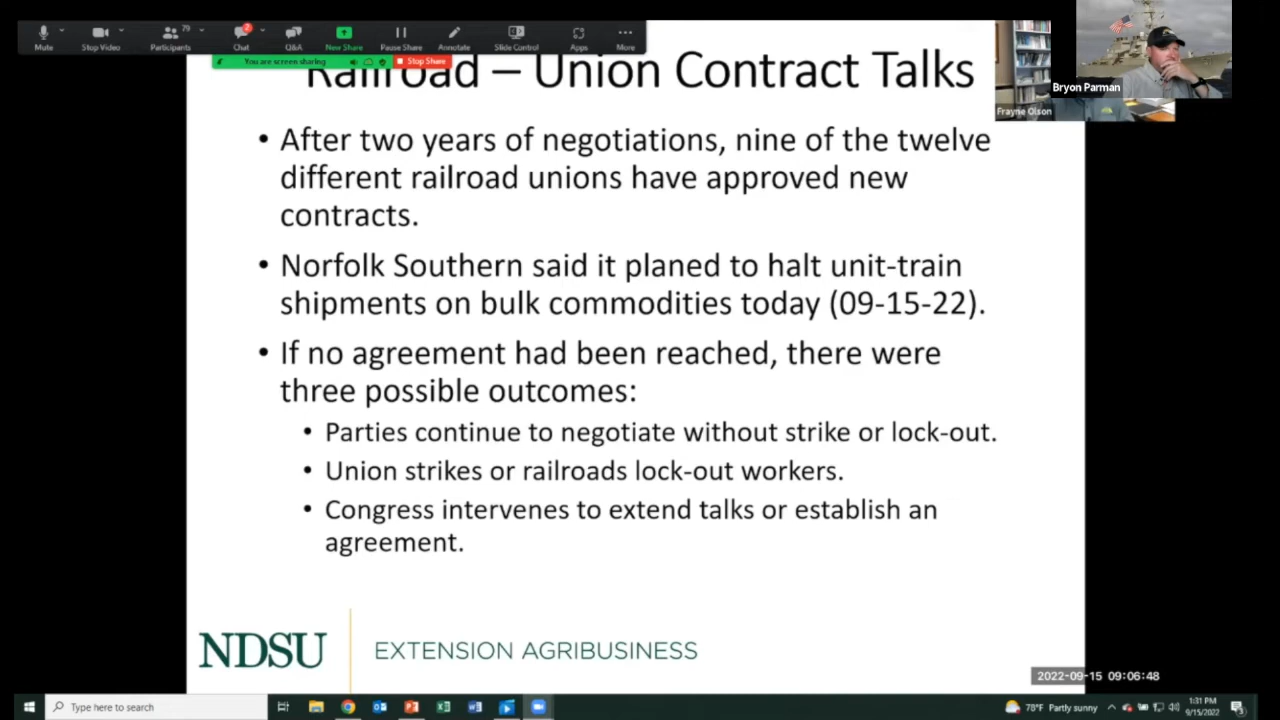 Mute
Stop Video
Participants
79
Chat
2
Q&A
New Share
Pause Share
Annotate
Slide Control
Apps
More
You are screen sharing
Stop Share
Bryon Parman
Frayne Olson
Railroad – Union Contract Talks
• After two years of negotiations, nine of the twelve
different railroad unions have approved new
contracts.
• Norfolk Southern said it planed to halt unit-train
shipments on bulk commodities today (09-15-22).
• If no agreement had been reached, there were
three possible outcomes:
• Parties continue to negotiate without strike or lock-out.
• Union strikes or railroads lock-out workers.
• Congress intervenes to extend talks or establish an
agreement.
NDSU
EXTENSION AGRIBUSINESS
2022-09-15 09:06:48
Type here to search
78°F Partly sunny
1:31 PM
9/15/2022